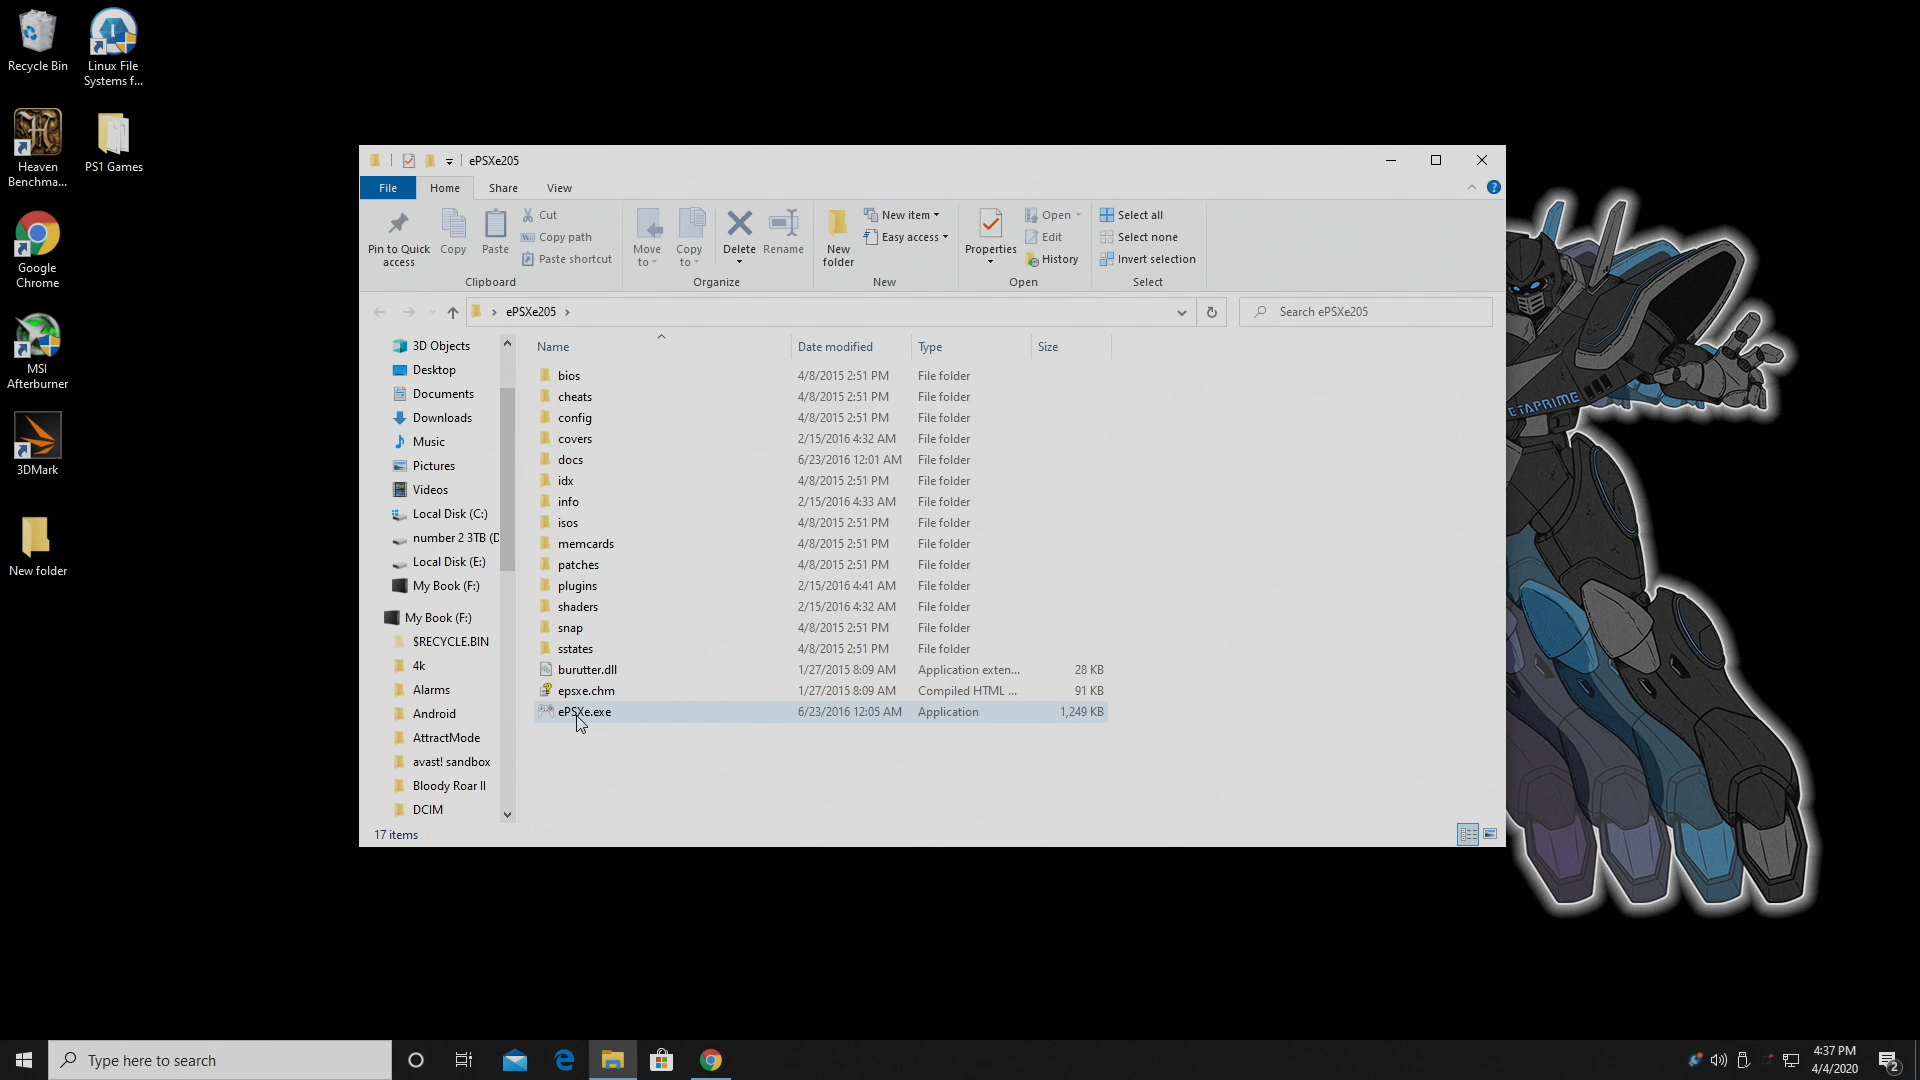 Recycle Bin
Linux File
Systems f...
Heaven
Benchma...
PS1 Games
Google
Chrome
MSI
Afterburner
3DMark
New folder
ePSXe205
File
Home
Share
View
Pin to Quick
access
Copy
Paste
Cut
Copy path
Paste shortcut
Clipboard
Move
to
Copy
to
Delete
Rename
Organize
New
folder
New item
Easy access
New
Properties
Open
Edit
History
Open
Select all
Select none
Invert selection
Select
ePSXe205
Search ePSXe205
3D Objects
Desktop
Documents
Downloads
Music
Pictures
Videos
Local Disk (C:)
number 2 3TB (D
Local Disk (E:)
My Book (F:)
My Book (F:)
$RECYCLE.BIN
4k
Alarms
Android
AttractMode
avast! sandbox
Bloody Roar II
DCIM
Name Date modified Type Size
bios 4/8/2015 2:51 PM File folder
cheats 4/8/2015 2:51 PM File folder
config 4/8/2015 2:51 PM File folder
covers 2/15/2016 4:32 AM File folder
docs 6/23/2016 12:01 AM File folder
idx 4/8/2015 2:51 PM File folder
info 2/15/2016 4:33 AM File folder
isos 4/8/2015 2:51 PM File folder
memcards 4/8/2015 2:51 PM File folder
patches 4/8/2015 2:51 PM File folder
plugins 2/15/2016 4:41 AM File folder
shaders 2/15/2016 4:32 AM File folder
snap 4/8/2015 2:51 PM File folder
sstates 4/8/2015 2:51 PM File folder
burutter.dll 1/27/2015 8:09 AM Application exten... 28 KB
epsxe.chm 1/27/2015 8:09 AM Compiled HTML ... 91 KB
ePSXe.exe 6/23/2016 12:05 AM Application 1,249 KB
17 items
ETAPRIME
Type here to search
4:37 PM
4/4/2020
2